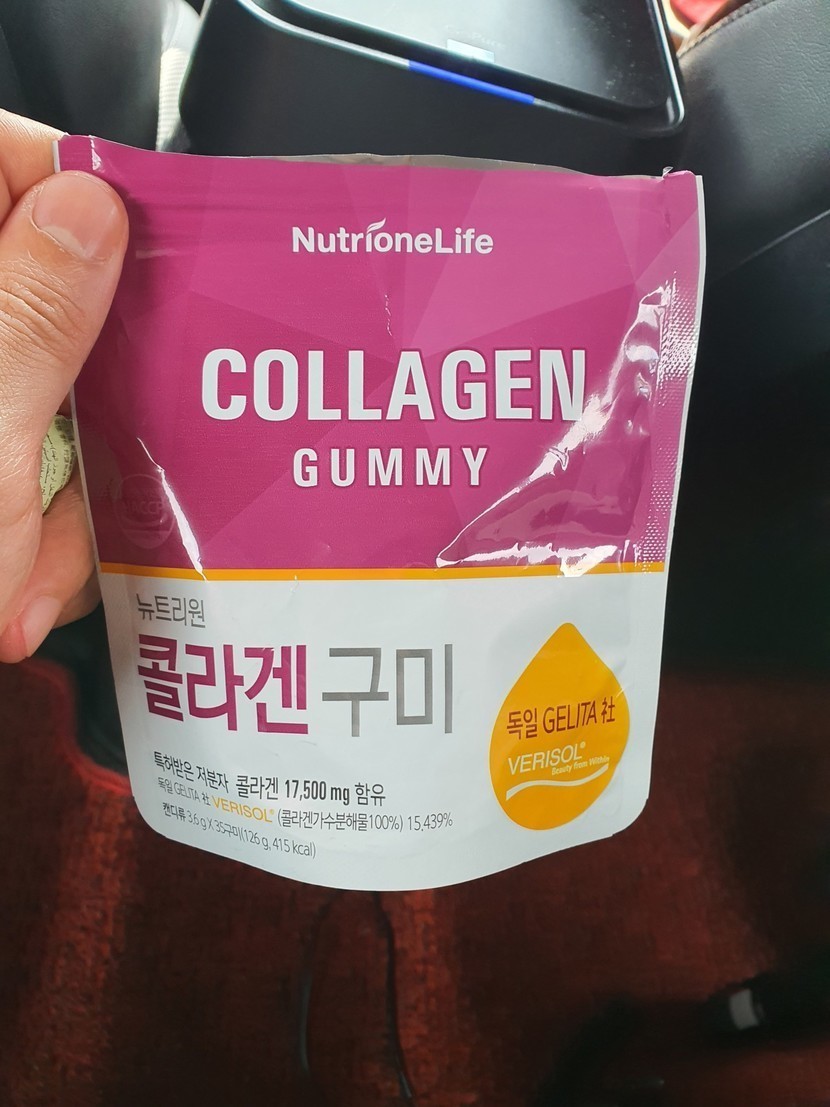 NutrioneLife
COLLAGEN
GUMMY
뉴트리원
콜라겐 구미
독일 GELITA 社
VERISOL®
Beauty from Within
특허받은 저분자 콜라겐 17,500 mg 함유
독일 GELITA 社 VERISOL® (콜라겐가수분해물100%) 15.439%
캔디류 3.6 g X 35구미(126 g, 415 kcal)